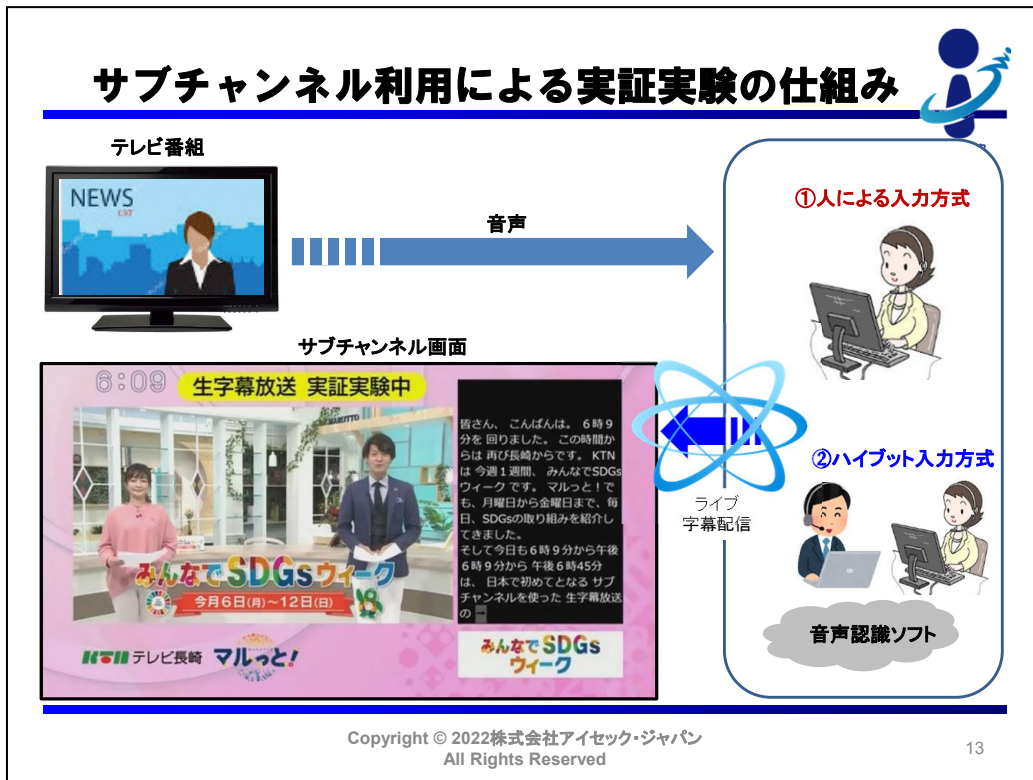 サブチャンネル利用による実証実験の仕組み
テレビ番組
NEWS
音声
①人による入力方式
サブチャンネル画面
6:09
生字幕放送 実証実験中
皆さん、 こんばんは。 6時9
分を 回りました。 この時間か
らは 再び長崎からです。 KTN
は 今週1週間、 みんなでSDGs
ウィーク です。 マルっと！で
も、月曜日から金曜日まで、毎
日、SDGsの取り組みを紹介し
てきました。
そして今日も6時9分から午後
6時9分から 午後6時45分
は、 日本で初めてとなる サブ
チャンネルを使った 生字幕放送
の
みんなでSDGsウィーク
今月6日(月)～12日(日)
KTN テレビ長崎 マルっと!
みんなでSDGs
ウィーク
ライブ
字幕配信
②ハイブット入力方式
音声認識ソフト
Copyright © 2022株式会社アイセック・ジャパン
All Rights Reserved
13